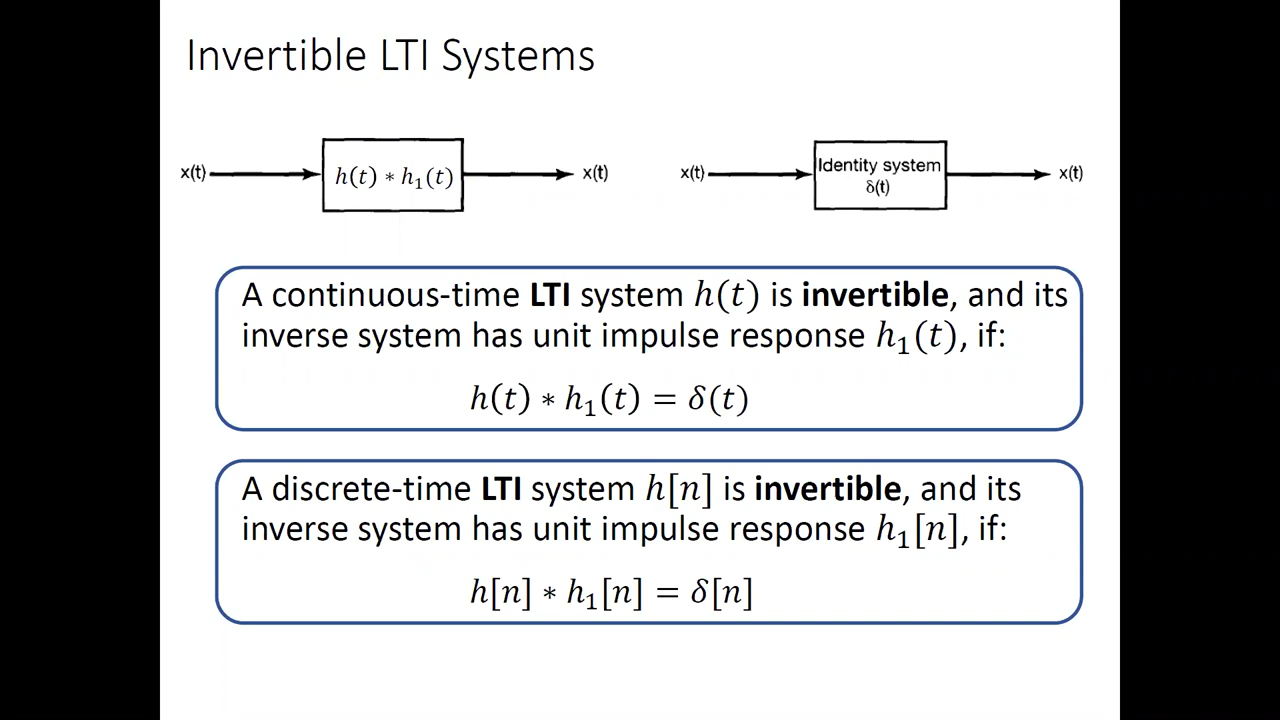 Invertible LTI Systems
x(t) h(t) ∗ h₁(t) x(t)
x(t) Identity system x(t)
δ(t)
A continuous-time LTI system h(t) is invertible, and its
inverse system has unit impulse response h₁(t), if:
h(t) ∗ h₁(t) = δ(t)
A discrete-time LTI system h[n] is invertible, and its
inverse system has unit impulse response h₁[n], if:
h[n] ∗ h₁[n] = δ[n]